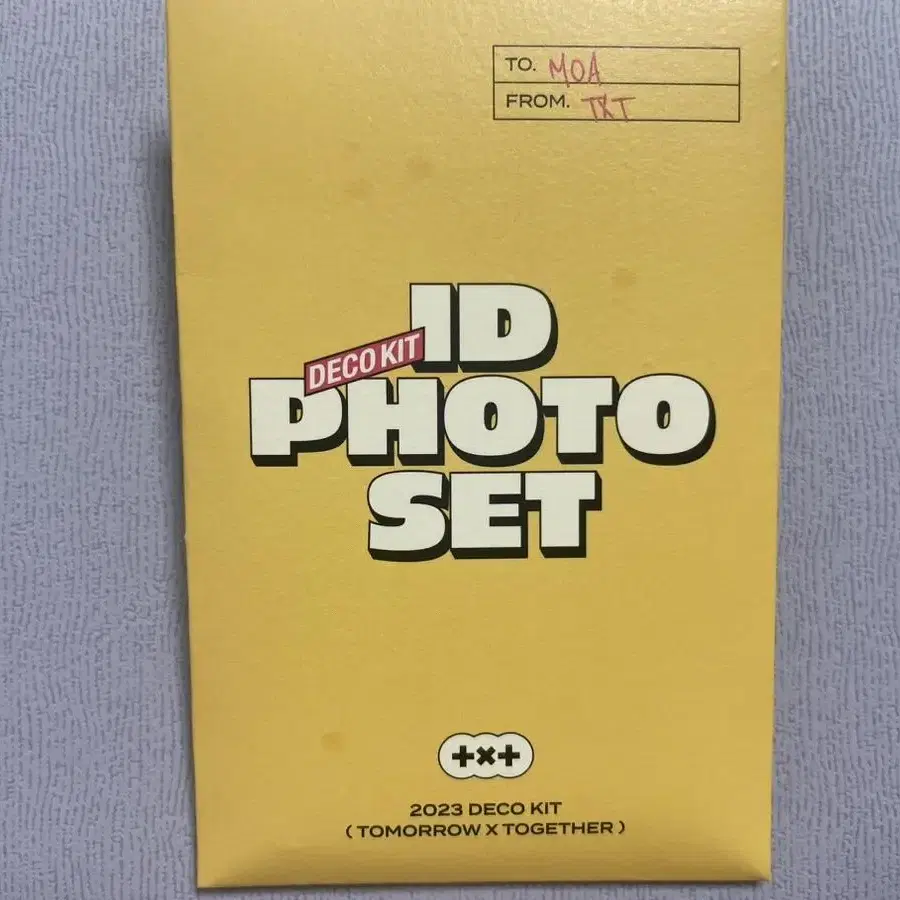 TO. MOA
FROM. TXT
ID
DECO KIT
PHOTO
SET
+×+
2023 DECO KIT
( TOMORROW X TOGETHER )